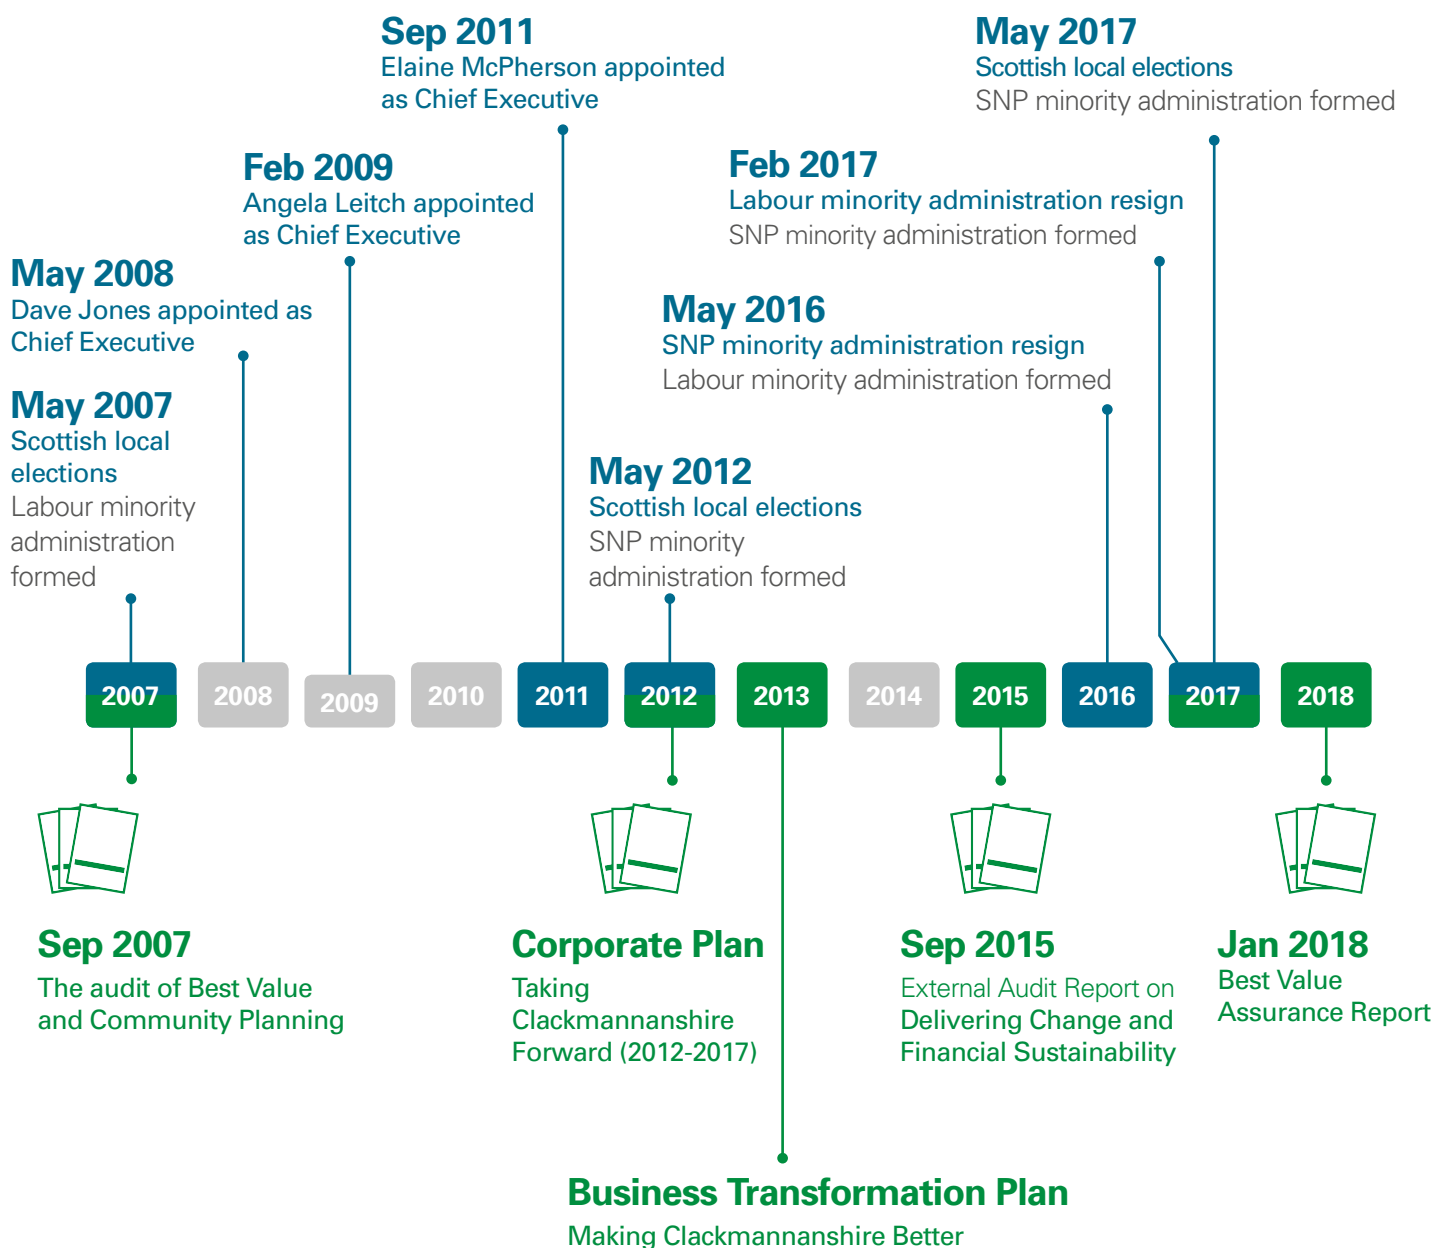 Sep 2011
Elaine McPherson appointed
as Chief Executive
May 2017
Scottish local elections
SNP minority administration formed
Feb 2009
Angela Leitch appointed
as Chief Executive
Feb 2017
Labour minority administration resign
SNP minority administration formed
May 2008
Dave Jones appointed as
Chief Executive
May 2016
SNP minority administration resign
Labour minority administration formed
May 2007
Scottish local
elections
Labour minority
administration
formed
May 2012
Scottish local elections
SNP minority
administration formed
2007 2008 2009 2010 2011 2012 2013 2014 2015 2016 2017 2018
Sep 2007
The audit of Best Value
and Community Planning
Corporate Plan
Taking
Clackmannanshire
Forward (2012-2017)
Sep 2015
External Audit Report on
Delivering Change and
Financial Sustainability
Jan 2018
Best Value
Assurance Report
Business Transformation Plan
Making Clackmannanshire Better